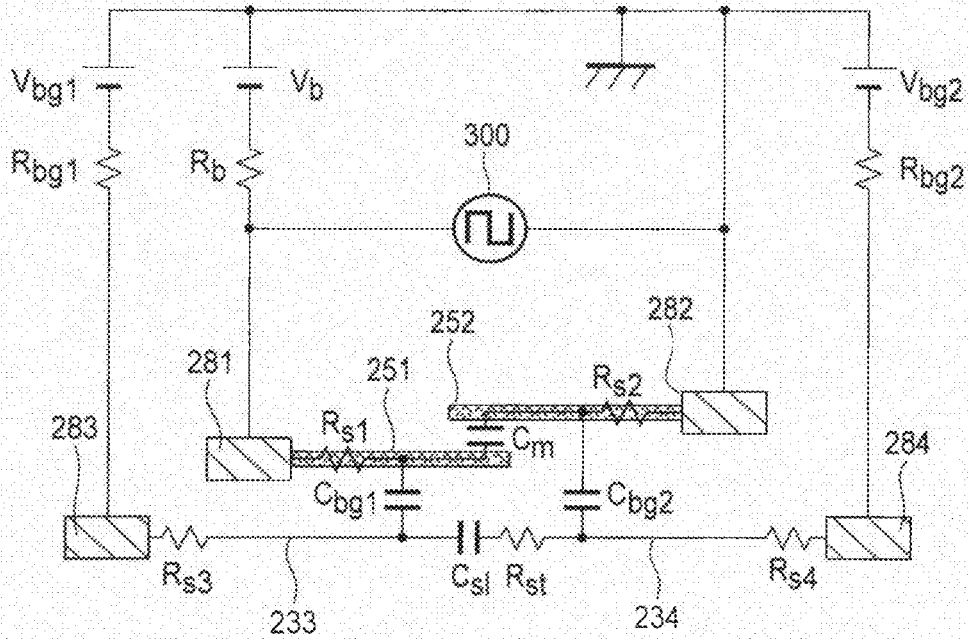 Vbg1
Vb
Vbg2
300
Rbg1
Rb
Rbg2
252
282
281
251
Rs2
283
Rs1
Cm
284
Cbg1
Cbg2
Rs3
Csl
Rst
Rs4
233
234